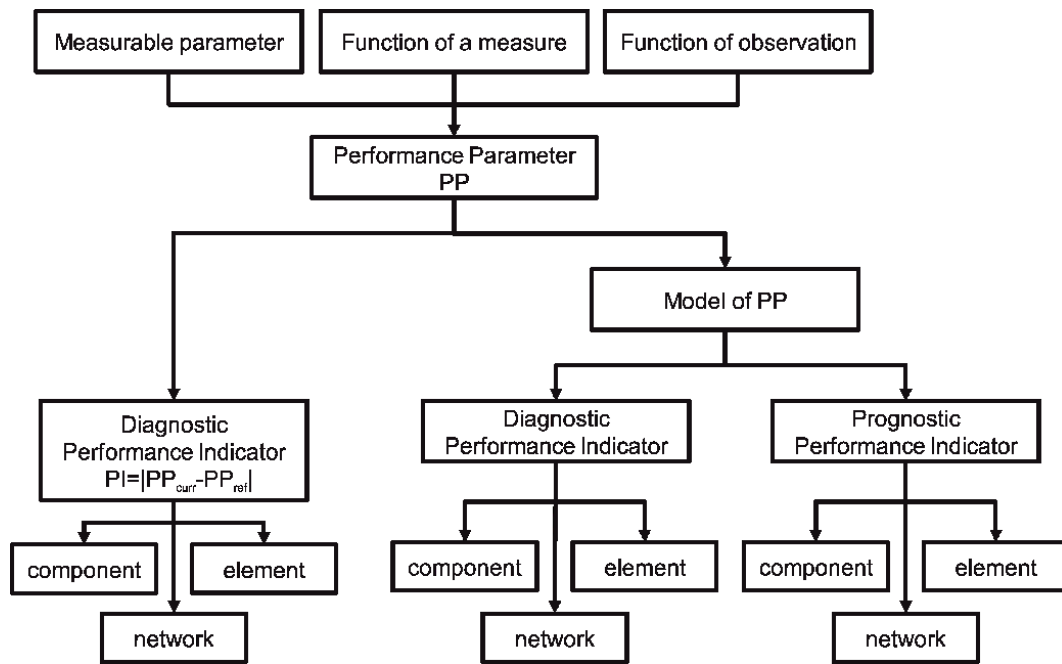 Measurable parameter
Function of a measure
Function of observation
Performance Parameter
PP
Model of PP
Diagnostic
Performance Indicator
PI=|PPcurr-PPref|
Diagnostic
Performance Indicator
Prognostic
Performance Indicator
component
element
network
component
element
network
component
element
network